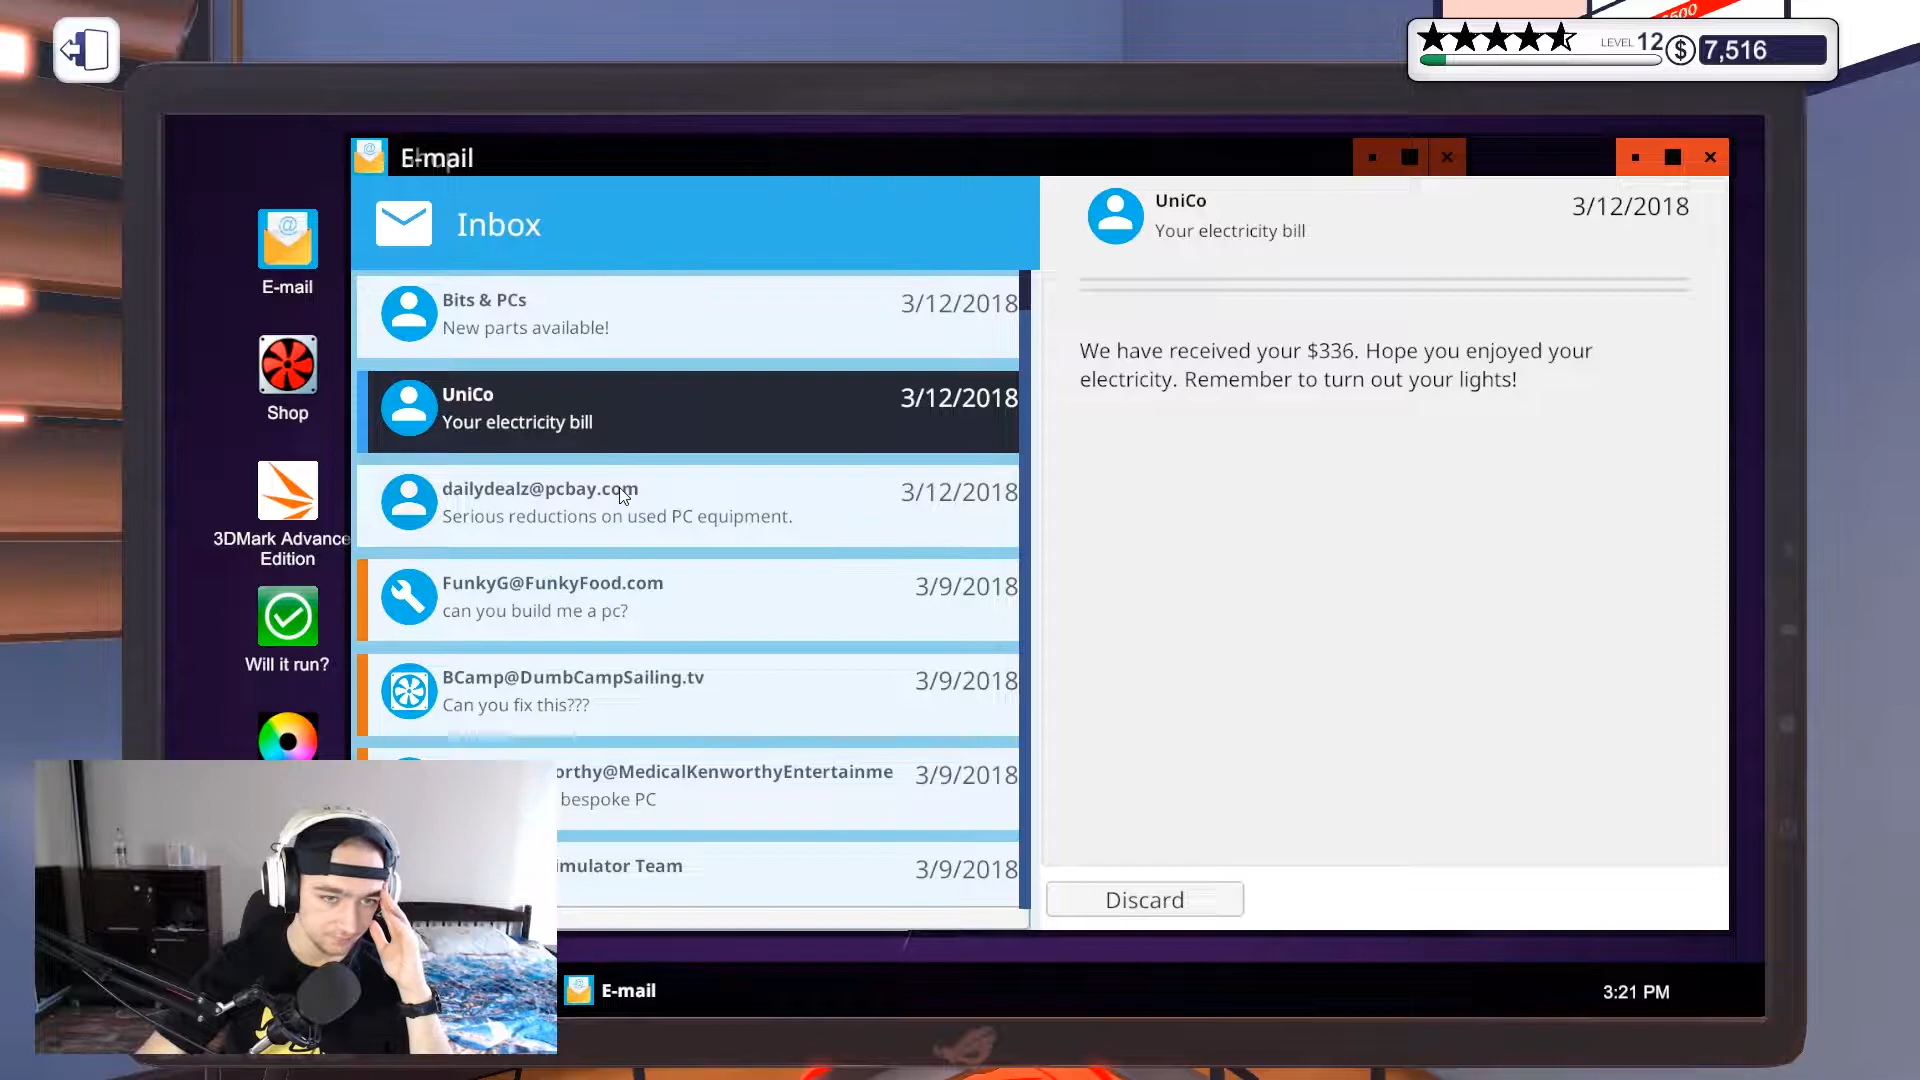 500
LEVEL 12
$ 7,516
E-mail
E-mail
Shop
3DMark Advance
Edition
Will it run?
Inbox
Bits & PCs
3/12/2018
New parts available!
UniCo
3/12/2018
Your electricity bill
dailydealz@pcbay.com
3/12/2018
Serious reductions on used PC equipment.
FunkyG@FunkyFood.com
3/9/2018
can you build me a pc?
BCamp@DumbCampSailing.tv
3/9/2018
Can you fix this???
orthy@MedicalKenworthyEntertainme
3/9/2018
bespoke PC
imulator Team
3/9/2018
UniCo
3/12/2018
Your electricity bill
We have received your $336. Hope you enjoyed your
electricity. Remember to turn out your lights!
Discard
E-mail
3:21 PM